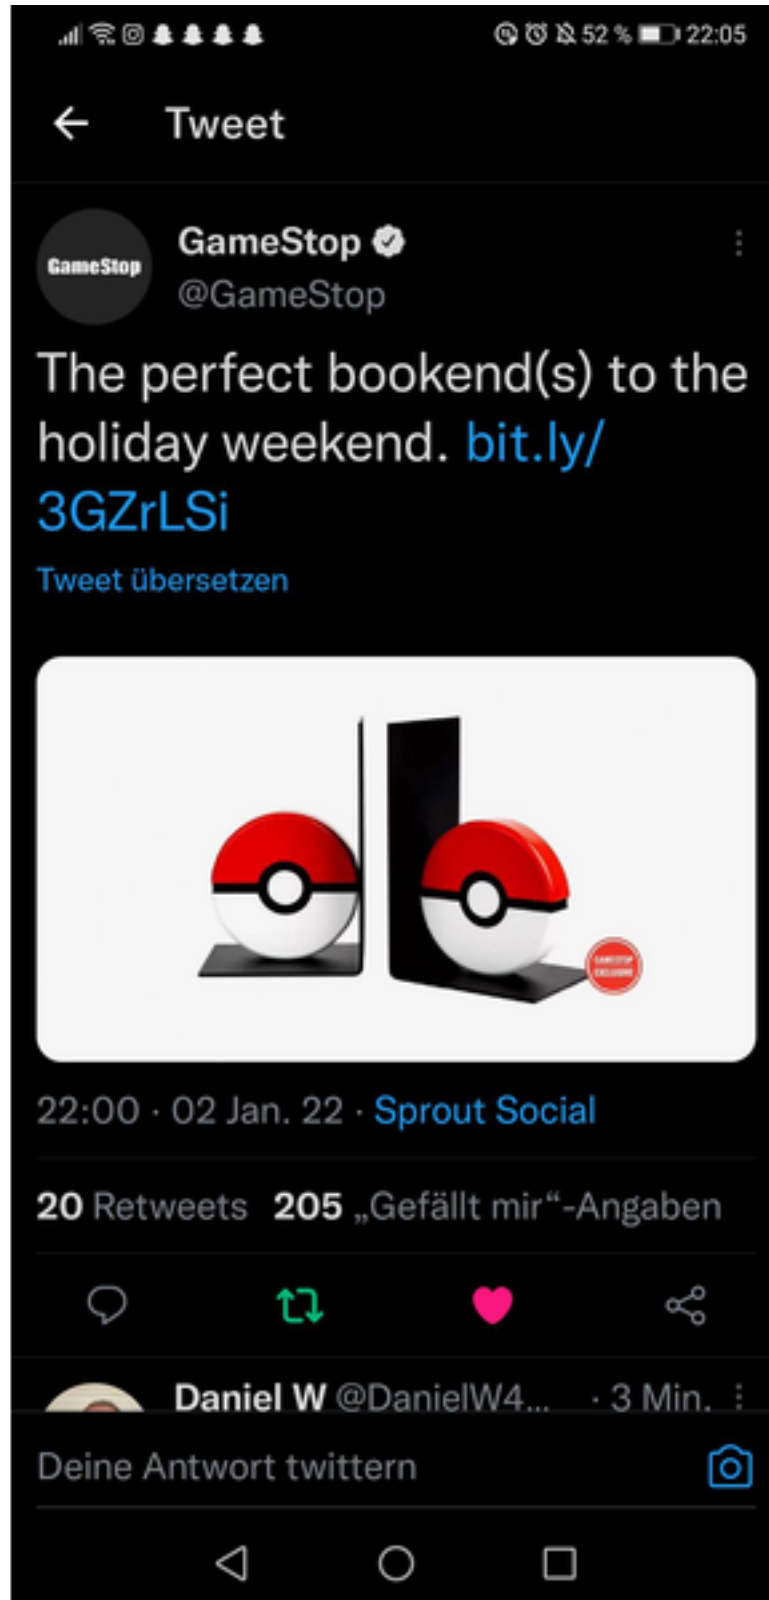 52 % 22:05
Tweet
GameStop
GameStop
@GameStop
The perfect bookend(s) to the
holiday weekend. bit.ly/
3GZrLSi
Tweet übersetzen
GAMESTOP
EXCLUSIVE
22:00 · 02 Jan. 22 · Sprout Social
20 Retweets 205 „Gefällt mir“-Angaben
Daniel W @DanielW4... · 3 Min.
Deine Antwort twittern